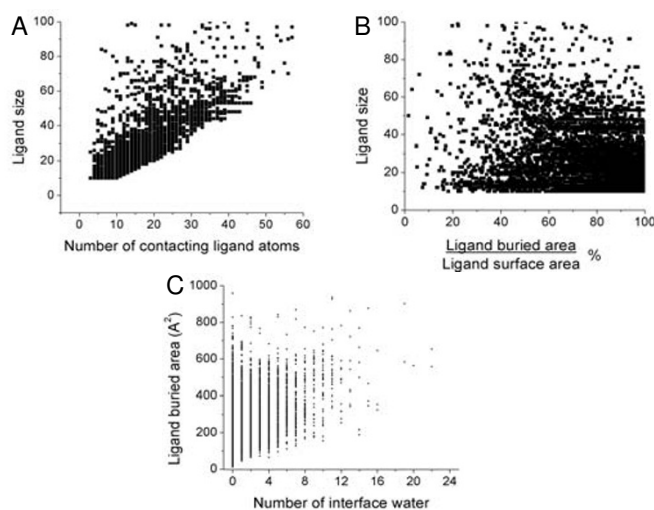 A
100
80
60
40
20
0
Ligand size
0 10 20 30 40 50 60
Number of contacting ligand atoms
B
100
80
60
40
20
0
Ligand size
0 20 40 60 80 100
Ligand buried area
Ligand surface area %
C
1000
800
600
400
200
0
Ligand buried area (A²)
0 4 8 12 16 20 24
Number of interface water